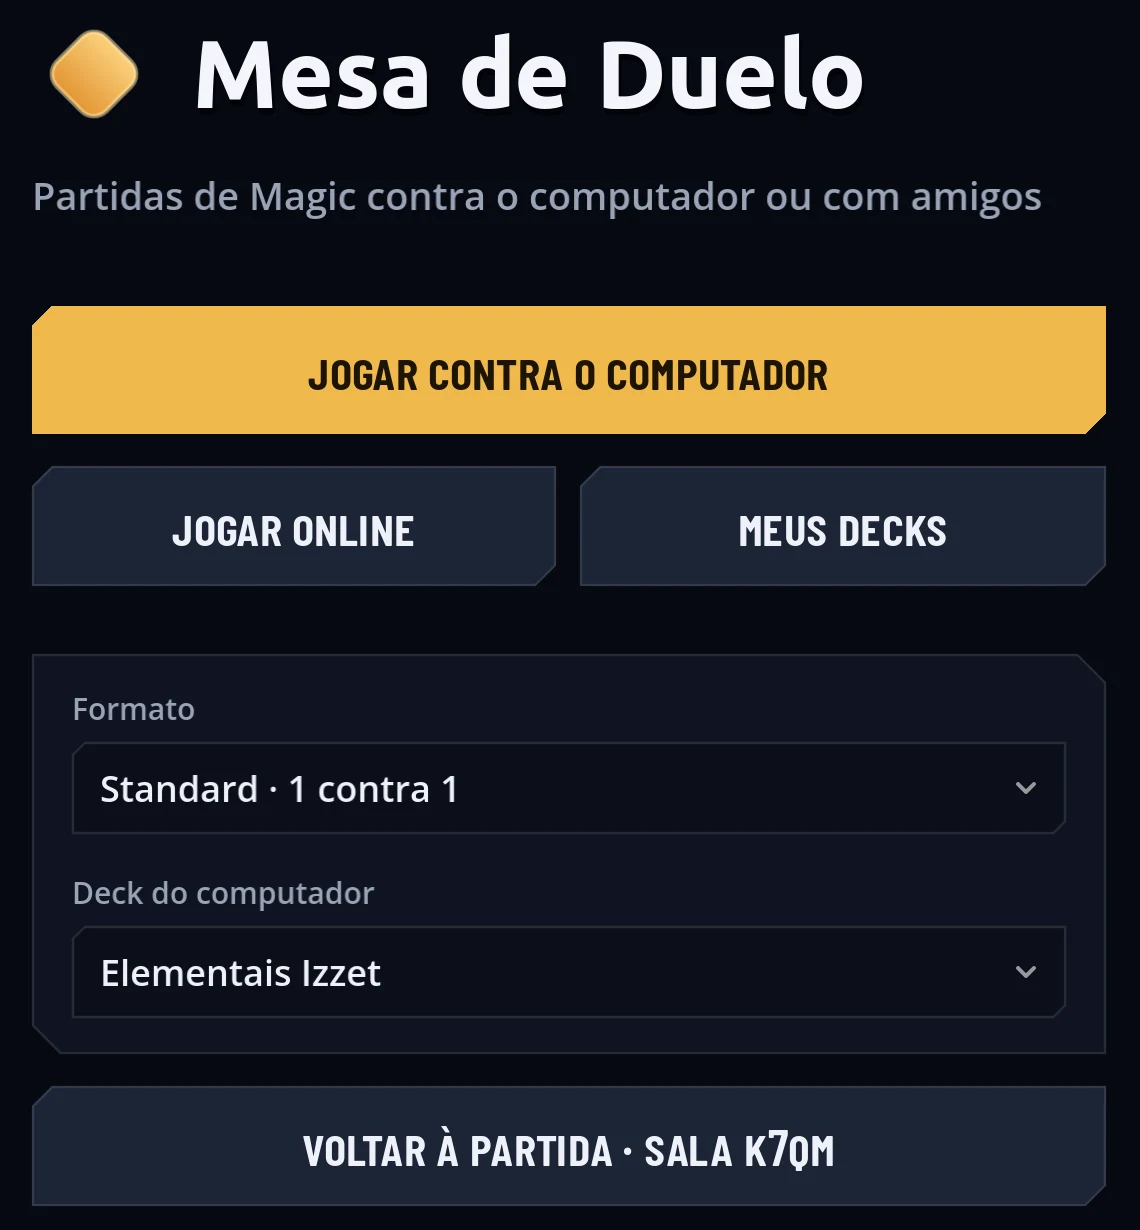 Mesa de Duelo
Partidas de Magic contra o computador ou com amigos
JOGAR CONTRA O COMPUTADOR
JOGAR ONLINE
MEUS DECKS
Formato
Standard · 1 contra 1
Deck do computador
Elementais Izzet
VOLTAR À PARTIDA · SALA K7QM